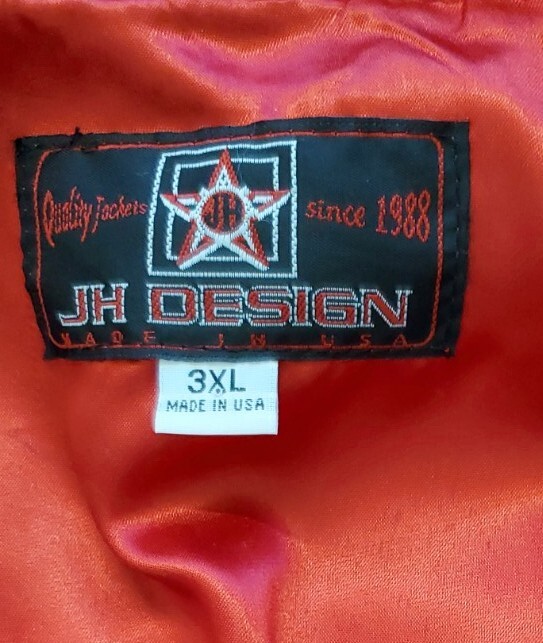 Quality Jackets
JH
since 1988
JH DESIGN
MADE IN USA
3XL
MADE IN USA